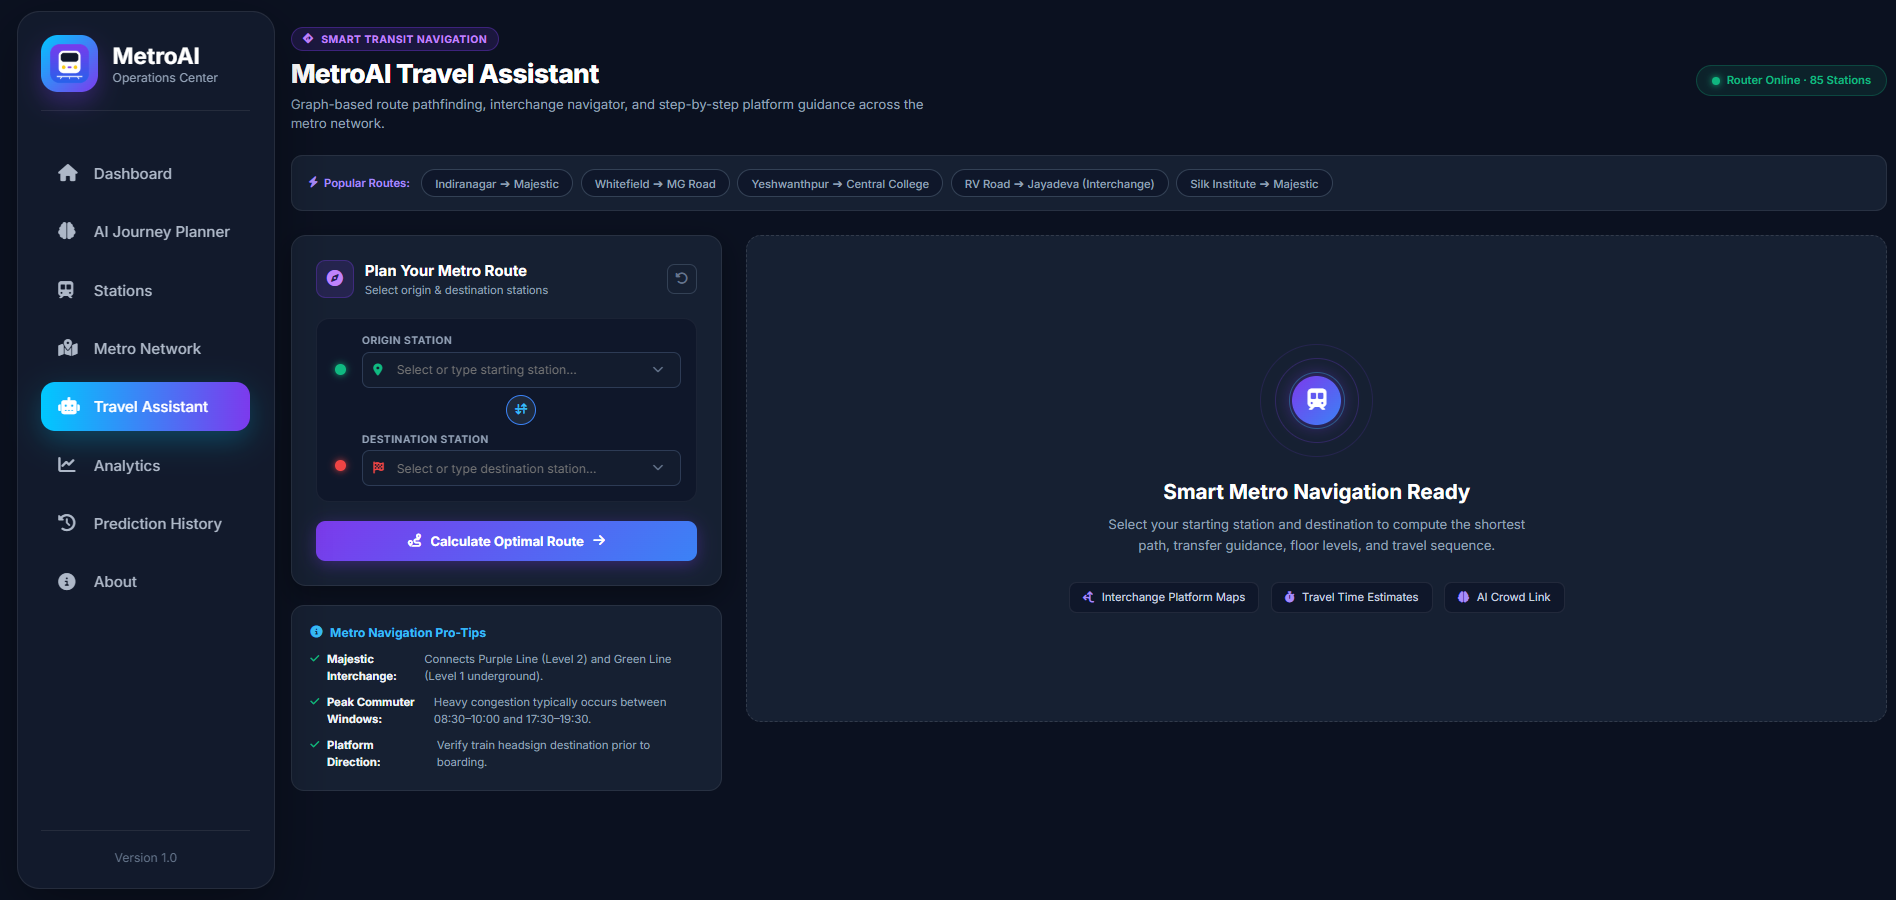 MetroAI
Operations Center
Dashboard
AI Journey Planner
Stations
Metro Network
Travel Assistant
Analytics
Prediction History
About
Version 1.0
SMART TRANSIT NAVIGATION
MetroAI Travel Assistant
Graph-based route pathfinding, interchange navigator, and step-by-step platform guidance across the
metro network.
Router Online · 85 Stations
Popular Routes:
Indiranagar → Majestic
Whitefield → MG Road
Yeshwanthpur → Central College
RV Road → Jayadeva (Interchange)
Silk Institute → Majestic
Plan Your Metro Route
Select origin & destination stations
ORIGIN STATION
Select or type starting station...
DESTINATION STATION
Select or type destination station...
Calculate Optimal Route →
Metro Navigation Pro-Tips
Majestic
Interchange:
Connects Purple Line (Level 2) and Green Line
(Level 1 underground).
Peak Commuter
Windows:
Heavy congestion typically occurs between
08:30–10:00 and 17:30–19:30.
Platform
Direction:
Verify train headsign destination prior to
boarding.
Smart Metro Navigation Ready
Select your starting station and destination to compute the shortest
path, transfer guidance, floor levels, and travel sequence.
Interchange Platform Maps
Travel Time Estimates
AI Crowd Link